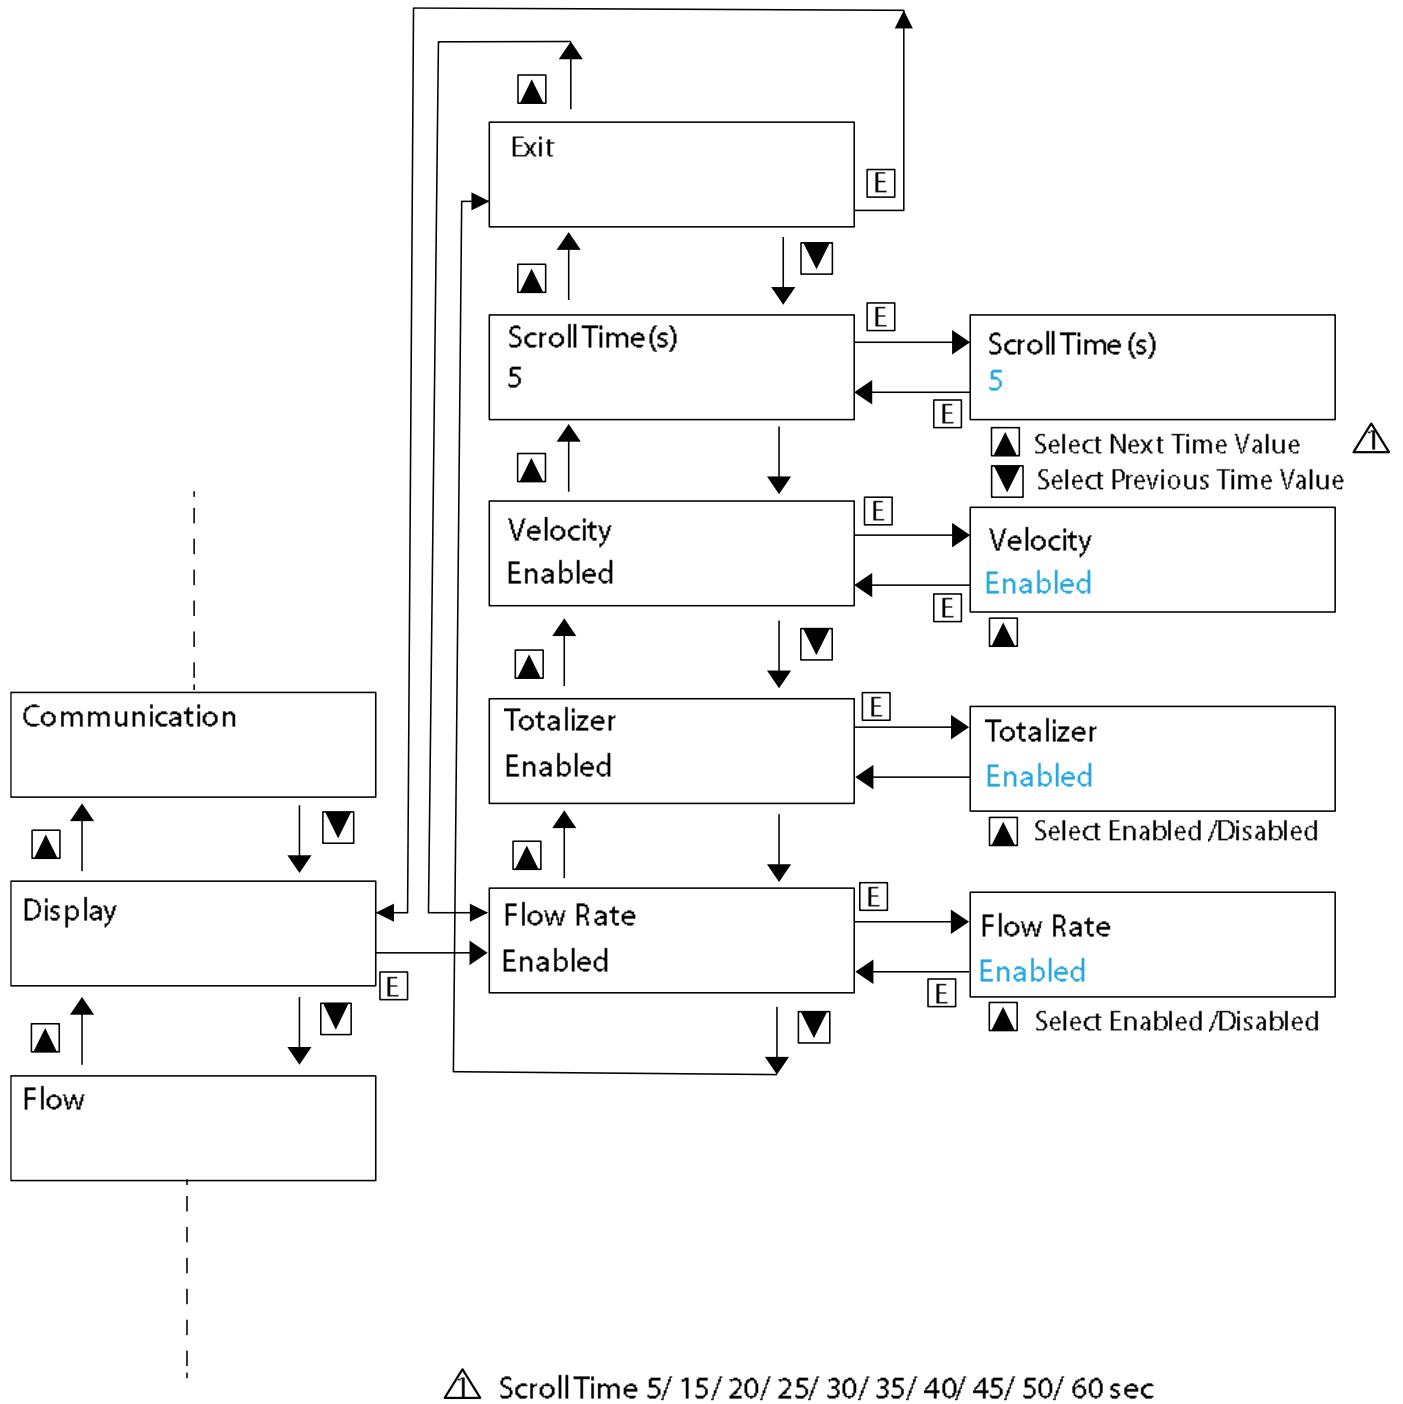 Exit
E
Scroll Time (s)
5
E
E
Scroll Time (s)
5
Select Next Time Value 1
Select Previous Time Value
Velocity
Enabled
E
E
Velocity
Enabled
Communication
Totalizer
Enabled
E
Totalizer
Enabled
Select Enabled /Disabled
Display
E
Flow Rate
Enabled
E
E
Flow Rate
Enabled
Select Enabled /Disabled
Flow
1 Scroll Time 5/ 15/ 20/ 25/ 30/ 35/ 40/ 45/ 50/ 60 sec